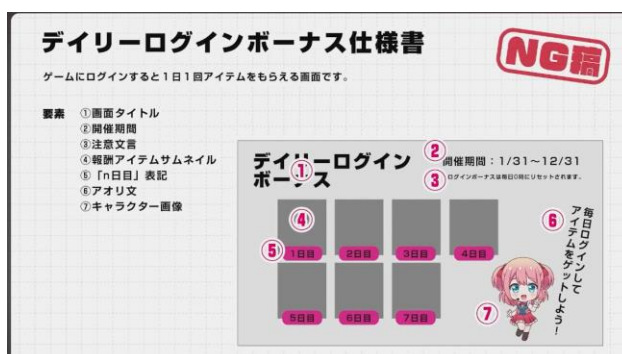 デイリーログインボーナス仕様書
NG稿
ゲームにログインすると1日1回アイテムをもらえる画面です。
要素 ①画面タイトル
②開催期間
③注意文言
④報酬アイテムサムネイル
⑤「n日目」表記
⑥アオリ文
⑦キャラクター画像
デイリーログイン
ボーナス
①
② 開催期間：1/31～12/31
③ ログインボーナスは毎日0時にリセットされます。
④
⑤ 1日目 2日目 3日目 4日目
5日目 6日目 7日目
⑥ 毎日ログインして
アイテムをゲットしよう！
⑦